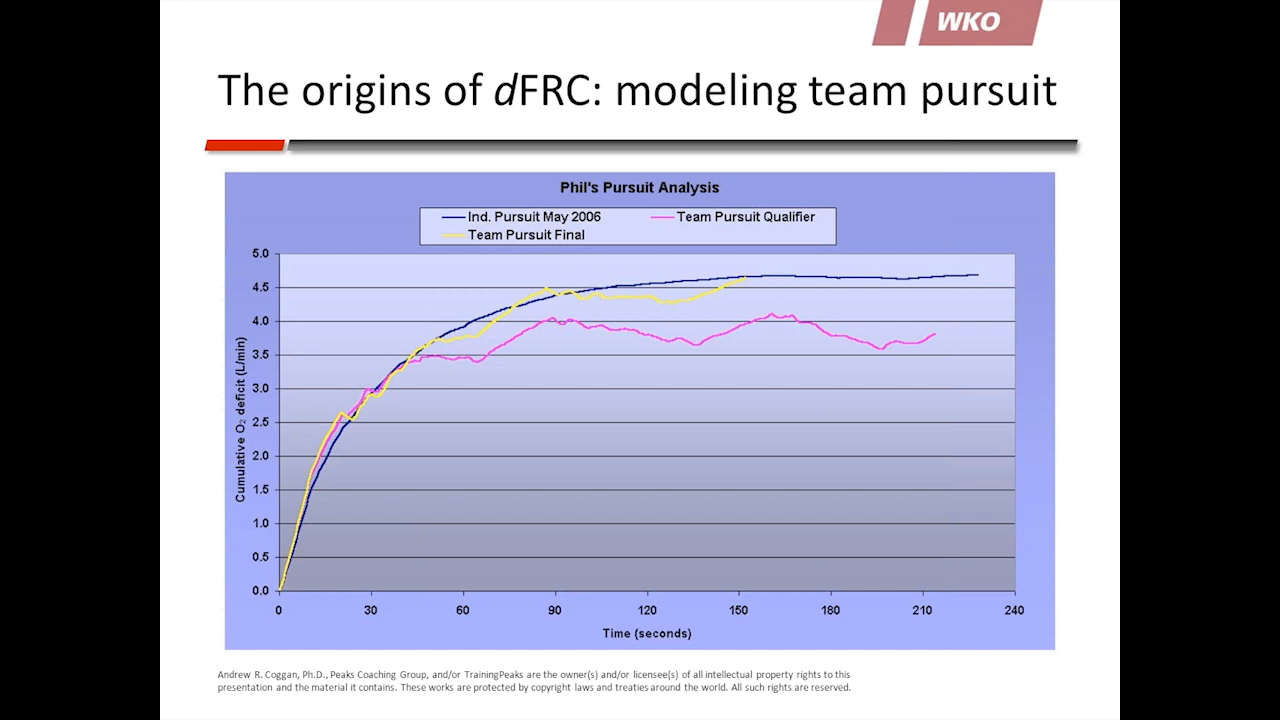 WKO
The origins of dFRC: modeling team pursuit
Phil's Pursuit Analysis
Ind. Pursuit May 2006
Team Pursuit Qualifier
Team Pursuit Final
5.0
4.5
4.0
3.5
3.0
2.5
2.0
1.5
1.0
0.5
0.0
Cumulative O₂ deficit (L/min)
0 30 60 90 120 150 180 210 240
Time (seconds)
Andrew R. Coggan, Ph.D., Peaks Coaching Group, and/or TrainingPeaks are the owner(s) and/or licensee(s) of all intellectual property rights to this
presentation and the material it contains. These works are protected by copyright laws and treaties around the world. All such rights are reserved.